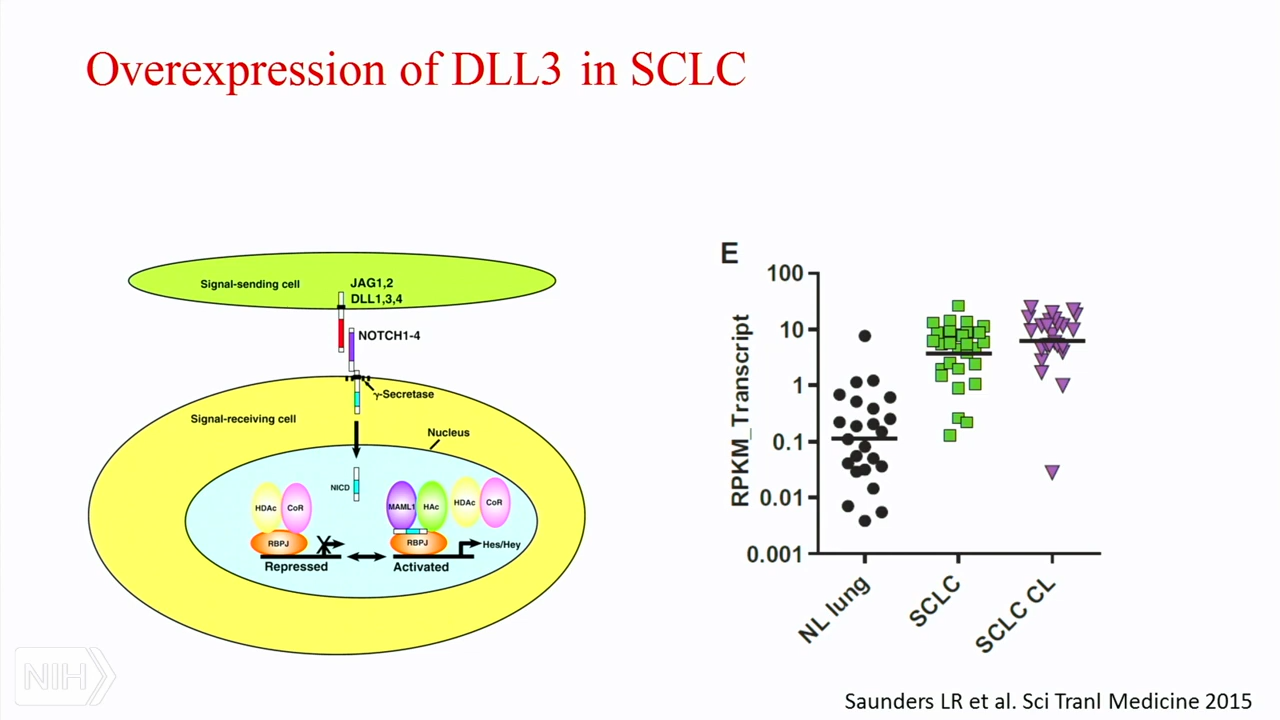 Overexpression of DLL3 in SCLC
Signal-sending cell
JAG1,2
DLL1,3,4
NOTCH1-4
γ-Secretase
Signal-receiving cell
Nucleus
NICD
HDAc
CoR
RBPJ
X
Repressed
MAML1
HAc
HDAc
CoR
RBPJ
Hes/Hey
Activated
E
RPKM_Transcript
100
10
1
0.1
0.01
0.001
NL lung
SCLC
SCLC CL
NIH
Saunders LR et al. Sci Tranl Medicine 2015